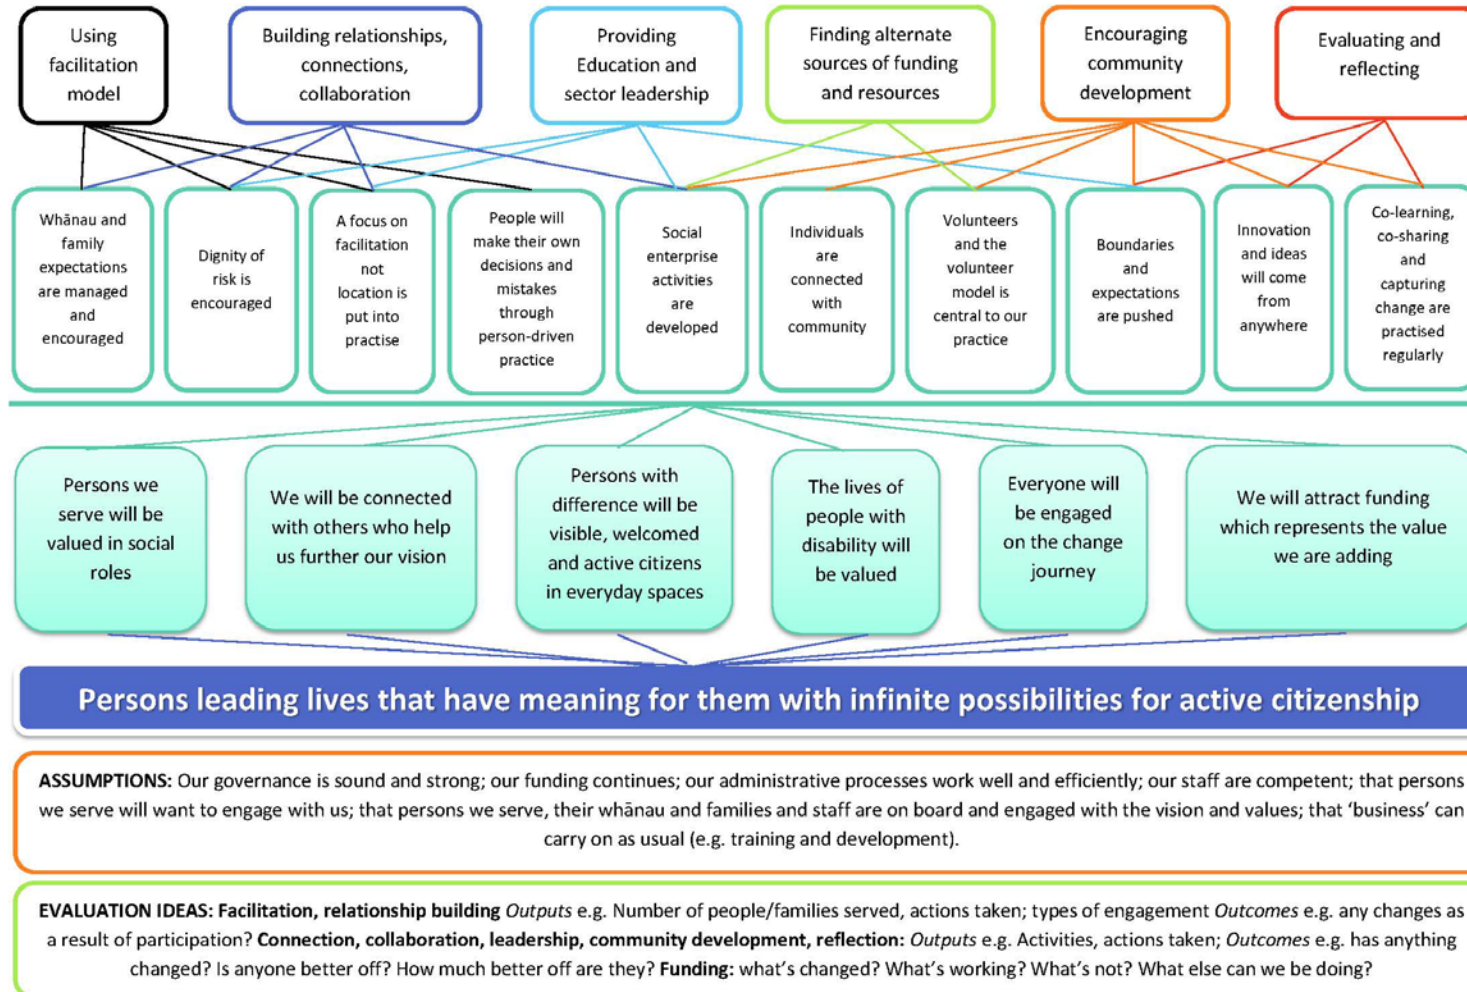 Using
facilitation
model
Building relationships,
connections,
collaboration
Providing
Education and
sector leadership
Finding alternate
sources of funding
and resources
Encouraging
community
development
Evaluating and
reflecting
Whānau and
family
expectations
are managed
and
encouraged
Dignity of
risk is
encouraged
A focus on
facilitation
not
location is
put into
practise
People will
make their own
decisions and
mistakes
through
person-driven
practice
Social
enterprise
activities
are
developed
Individuals
are
connected
with
community
Volunteers
and the
volunteer
model is
central to our
practice
Boundaries
and
expectations
are pushed
Innovation
and ideas
will come
from
anywhere
Co-learning,
co-sharing
and
capturing
change are
practised
regularly
Persons we
serve will be
valued in social
roles
We will be connected
with others who help
us further our vision
Persons with
difference will be
visible, welcomed
and active citizens
in everyday spaces
The lives of
people with
disability will
be valued
Everyone will
be engaged
on the change
journey
We will attract funding
which represents the value
we are adding
Persons leading lives that have meaning for them with infinite possibilities for active citizenship
ASSUMPTIONS: Our governance is sound and strong; our funding continues; our administrative processes work well and efficiently; our staff are competent; that persons
we serve will want to engage with us; that persons we serve, their whānau and families and staff are on board and engaged with the vision and values; that ‘business’ can
carry on as usual (e.g. training and development).
EVALUATION IDEAS: Facilitation, relationship building Outputs e.g. Number of people/families served, actions taken; types of engagement Outcomes e.g. any changes as
a result of participation? Connection, collaboration, leadership, community development, reflection: Outputs e.g. Activities, actions taken; Outcomes e.g. has anything
changed? Is anyone better off? How much better off are they? Funding: what’s changed? What’s working? What’s not? What else can we be doing?